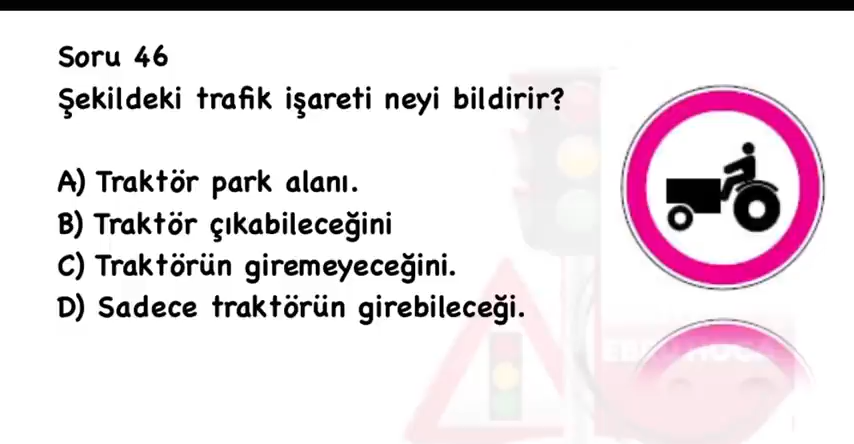 Soru 46
Şekildeki trafik işareti neyi bildirir?
A) Traktör park alanı.
B) Traktör çıkabileceğini
C) Traktörün giremeyeceğini.
D) Sadece traktörün girebileceği.